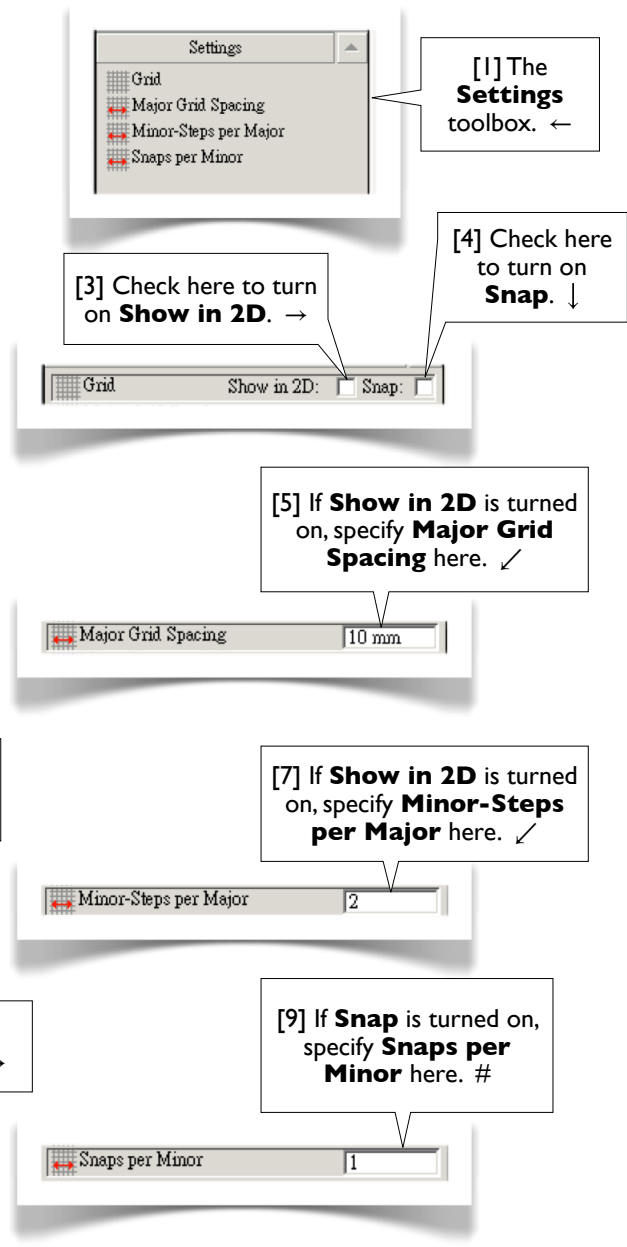 Settings
Grid
Major Grid Spacing
Minor-Steps per Major
Snaps per Minor
[1] The
Settings
toolbox. ←
[4] Check here
to turn on
Snap. ↓
[3] Check here to turn
on Show in 2D. →
Grid Show in 2D: Snap:
[5] If Show in 2D is turned
on, specify Major Grid
Spacing here. ↙
Major Grid Spacing 10 mm
[7] If Show in 2D is turned
on, specify Minor-Steps
per Major here. ↙
Minor-Steps per Major 2
[9] If Snap is turned on,
specify Snaps per
Minor here. #
Snaps per Minor 1